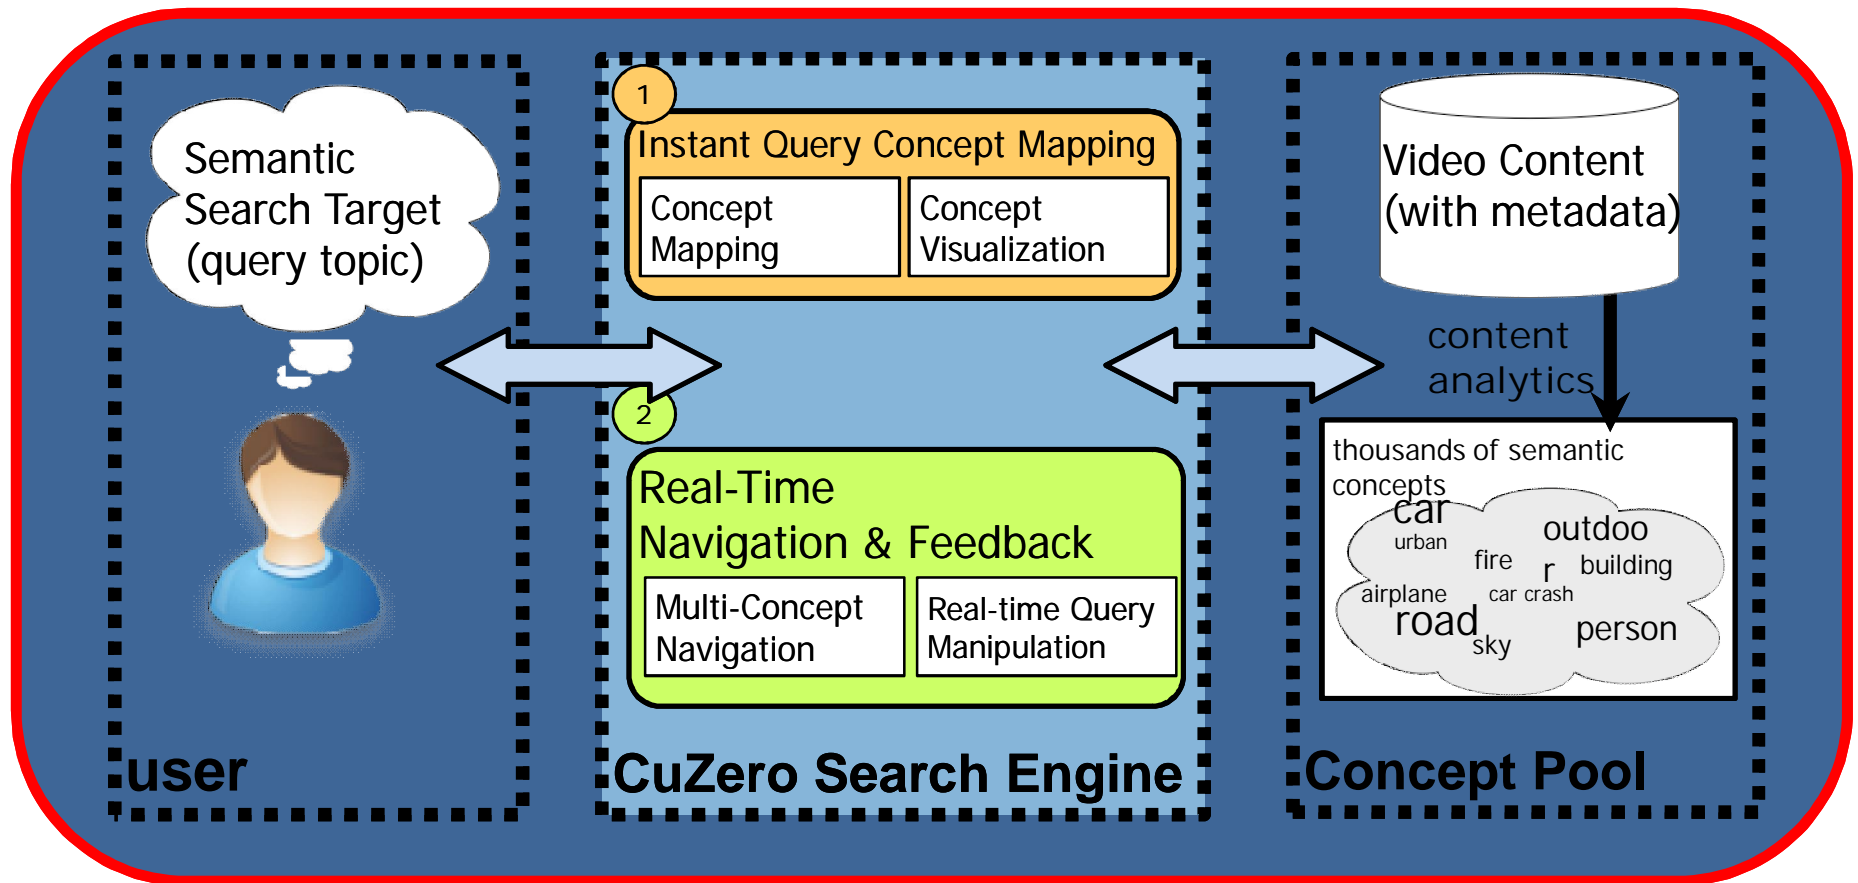 Semantic
Search Target
(query topic)
user
1
Instant Query Concept Mapping
Concept
Mapping
Concept
Visualization
2
Real-Time
Navigation & Feedback
Multi-Concept
Navigation
Real-time Query
Manipulation
CuZero Search Engine
Video Content
(with metadata)
content
analytics
thousands of semantic
concepts
car
urban
outdoo
r
fire
building
airplane
car crash
road
sky
person
Concept Pool